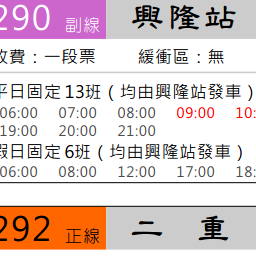 290 副線 興隆站
收費：一段票 緩衝區：無
平日固定 13班（均由興隆站發車）
06:00 07:00 08:00 09:00 10:
19:00 20:00 21:00
假日固定 6班（均由興隆站發車）
06:00 08:00 12:00 17:00 18:
292 正線 二 重